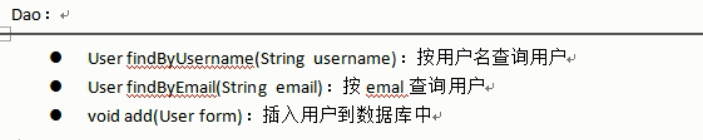 Dao：
● User findByUsername(String username)：按用户名查询用户
● User findByEmail(String email)：按 emal 查询用户
● void add(User form)：插入用户到数据库中